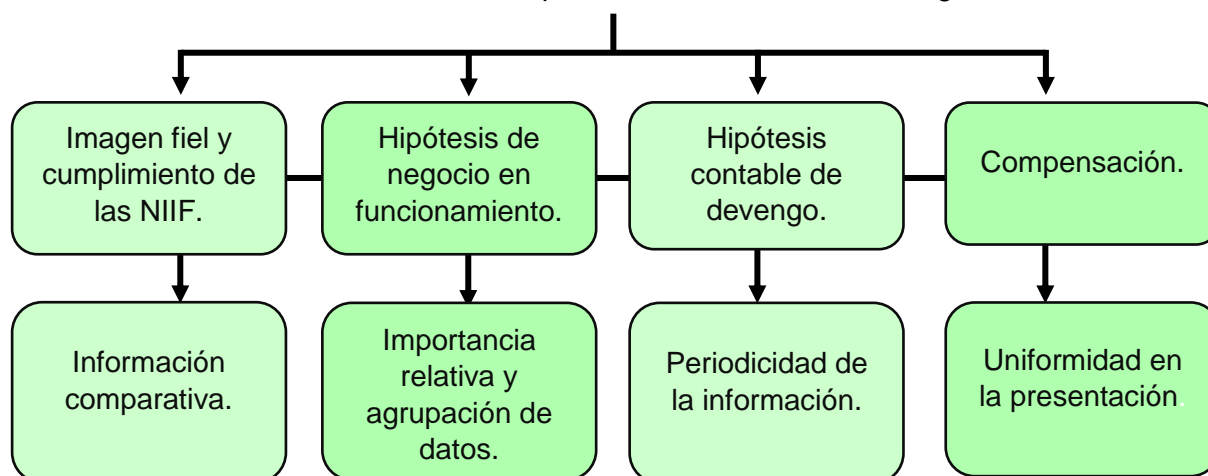 Imagen fiel y
cumplimiento de
las NIIF.
Hipótesis de
negocio en
funcionamiento.
Hipótesis
contable de
devengo.
Compensación.
Información
comparativa.
Importancia
relativa y
agrupación de
datos.
Periodicidad de
la información.
Uniformidad en
la presentación.